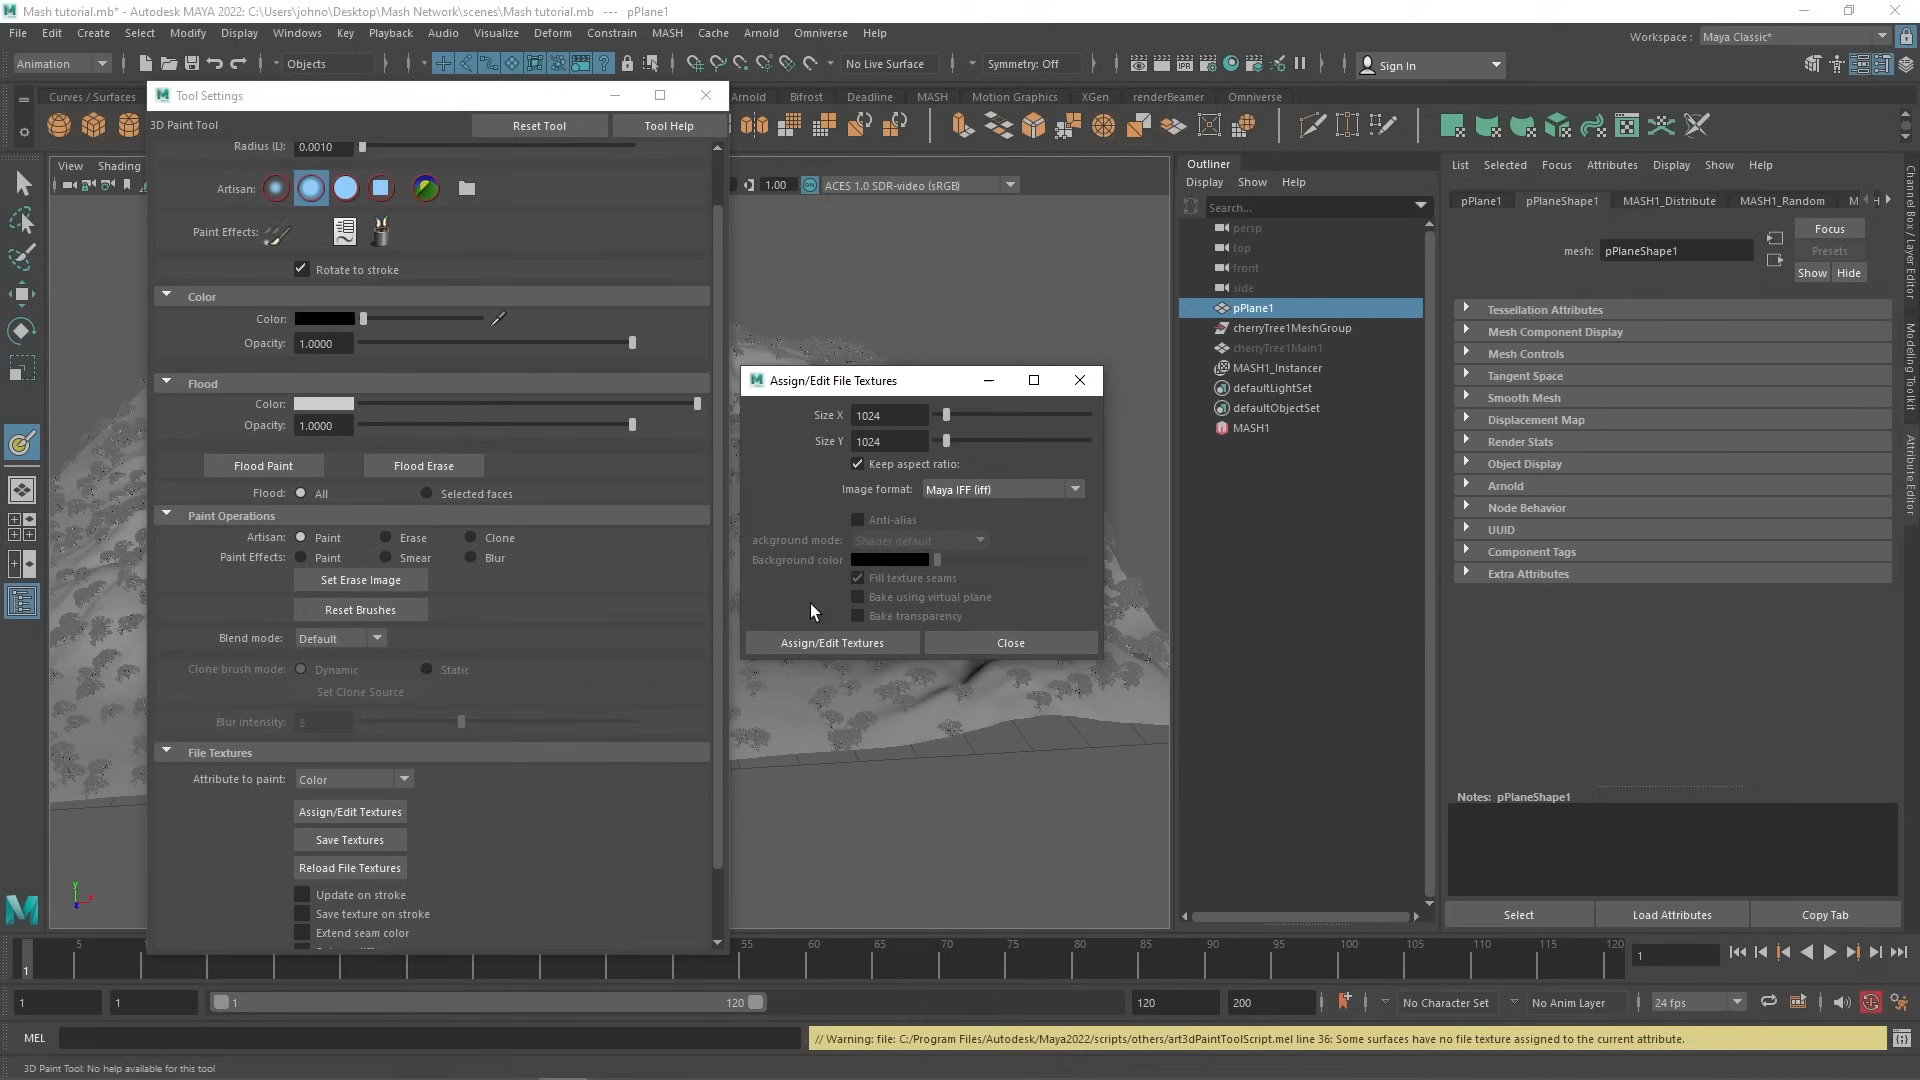 Mash tutorial.mb* - Autodesk MAYA 2022: C:\Users\johno\Desktop\Mash Network\scenes\Mash tutorial.mb   ---   pPlane1
File Edit Create Select Modify Display Windows Key Playback Audio Visualize Deform Constrain MASH Cache Arnold Omniverse Help
Workspace : Maya Classic*
Animation Objects No Live Surface Symmetry: Off Sign In
Curves / Surfaces
Arnold Bifrost Deadline MASH Motion Graphics XGen renderBeamer Omniverse
Tool Settings
3D Paint Tool Reset Tool Tool Help
Radius (L): 0.0010
Artisan:
Paint Effects:
Rotate to stroke
Color
Color:
Opacity: 1.0000
Flood
Color:
Opacity: 1.0000
Flood Paint Flood Erase
Flood: All Selected faces
Paint Operations
Artisan: Paint Erase Clone
Paint Effects: Paint Smear Blur
Set Erase Image
Reset Brushes
Blend mode: Default
Clone brush mode: Dynamic Static
Set Clone Source
Blur intensity: 8
File Textures
Attribute to paint: Color
Assign/Edit Textures
Save Textures
Reload File Textures
Update on stroke
Save texture on stroke
Extend seam color
View Shading
1.00 ACES 1.0 SDR-video (sRGB)
Assign/Edit File Textures
Size X 1024
Size Y 1024
Keep aspect ratio:
Image format: Maya IFF (iff)
Anti-alias
ackground mode: Shader default
Background color
Fill texture seams
Bake using virtual plane
Bake transparency
Assign/Edit Textures Close
Outliner
Display Show Help
Search...
persp
top
front
side
pPlane1
cherryTree1MeshGroup
cherryTree1Main1
MASH1_Instancer
defaultLightSet
defaultObjectSet
MASH1
List Selected Focus Attributes Display Show Help
pPlane1 pPlaneShape1 MASH1_Distribute MASH1_Random M
Focus
mesh: pPlaneShape1
Presets
Show Hide
Tessellation Attributes
Mesh Component Display
Mesh Controls
Tangent Space
Smooth Mesh
Displacement Map
Render Stats
Object Display
Arnold
Node Behavior
UUID
Component Tags
Extra Attributes
Notes: pPlaneShape1
Select Load Attributes Copy Tab
Channel Box / Layer Editor
Modeling Toolkit
Attribute Editor
5 55 60 65 70 75 80 85 90 95 100 105 110 115 120
1 1
1 1 1 120 120 200 No Character Set No Anim Layer 24 fps
MEL // Warning: file: C:/Program Files/Autodesk/Maya2022/scripts/others/art3dPaintToolScript.mel line 36: Some surfaces have no file texture assigned to the current attribute.
3D Paint Tool: No help available for this tool